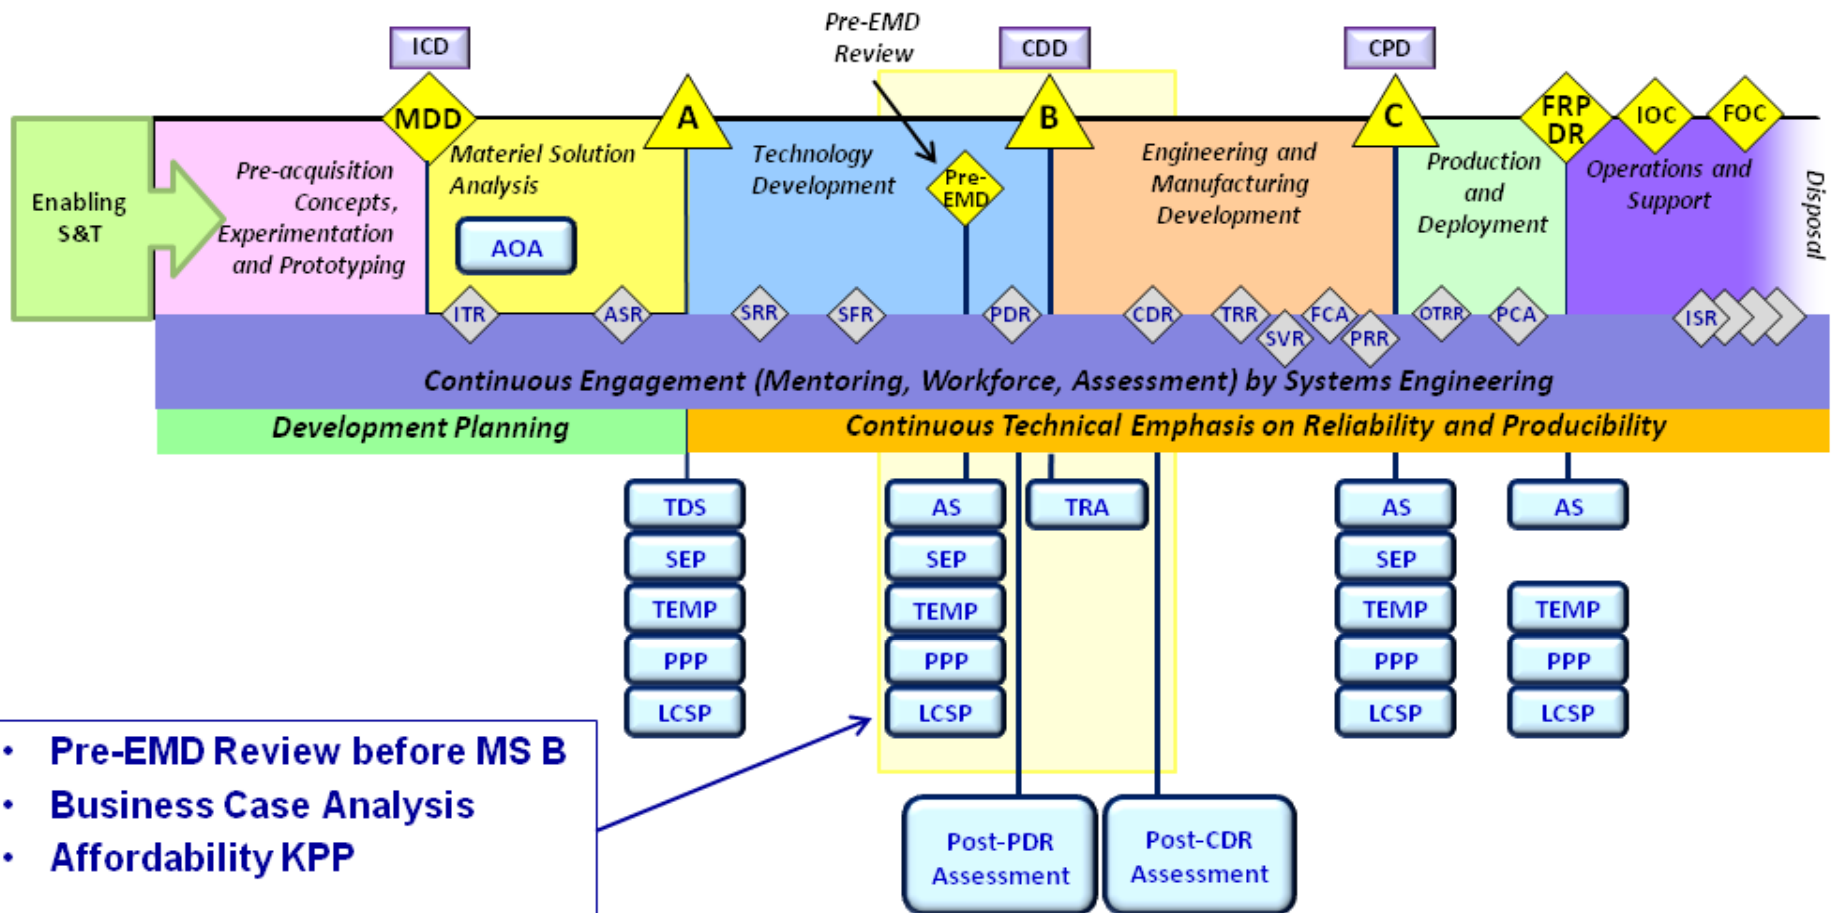 Pre-EMD
Review
ICD
CDD
CPD
MDD
A
B
C
FRP
DR
IOC
FOC
Enabling
S&T
Pre-acquisition
Concepts,
Experimentation
and Prototyping
Materiel Solution
Analysis
AOA
Technology
Development
Pre-
EMD
Engineering and
Manufacturing
Development
Production
and
Deployment
Operations and
Support
Disposal
ITR
ASR
SRR
SFR
PDR
CDR
TRR
SVR
FCA
PRR
OTRR
PCA
ISR
Continuous Engagement (Mentoring, Workforce, Assessment) by Systems Engineering
Development Planning
Continuous Technical Emphasis on Reliability and Producibility
TDS
SEP
TEMP
PPP
LCSP
AS
SEP
TEMP
PPP
LCSP
TRA
AS
SEP
TEMP
PPP
LCSP
AS
TEMP
PPP
LCSP
• Pre-EMD Review before MS B
• Business Case Analysis
• Affordability KPP
Post-PDR
Assessment
Post-CDR
Assessment